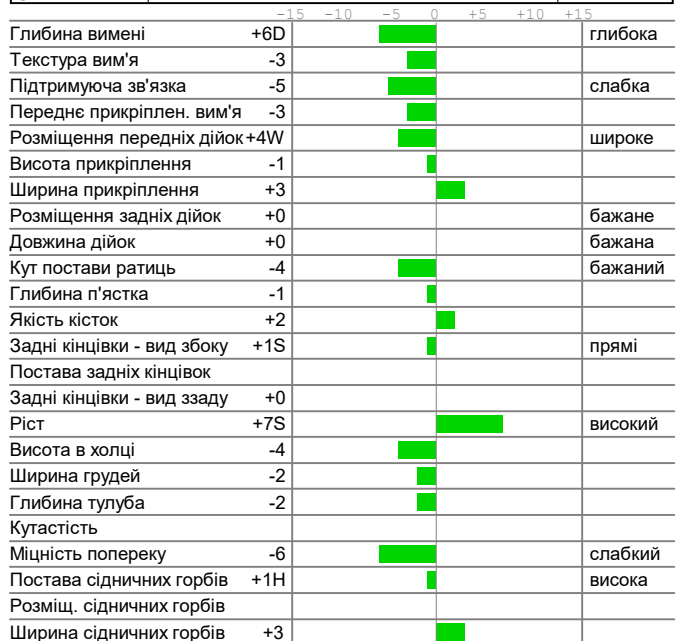 -15 -10 -5 0 +5 +10 +15
Глибина вимені +6D глибока
Текстура вим'я -3
Підтримуюча зв'язка -5 слабка
Переднє прикріплен. вим'я -3
Розміщення передніх дійок +4W широке
Висота прикріплення -1
Ширина прикріплення +3
Розміщення задніх дійок +0 бажане
Довжина дійок +0 бажана
Кут постави ратиць -4 бажаний
Глибина п'ястка -1
Якість кісток +2
Задні кінцівки - вид збоку +1S прямі
Постава задніх кінцівок
Задні кінцівки - вид ззаду +0
Ріст +7S високий
Висота в холці -4
Ширина грудей -2
Глибина тулуба -2
Кутастість
Міцність попереку -6 слабкий
Постава сідничних горбів +1H висока
Розміщ. сідничних горбів
Ширина сідничних горбів +3